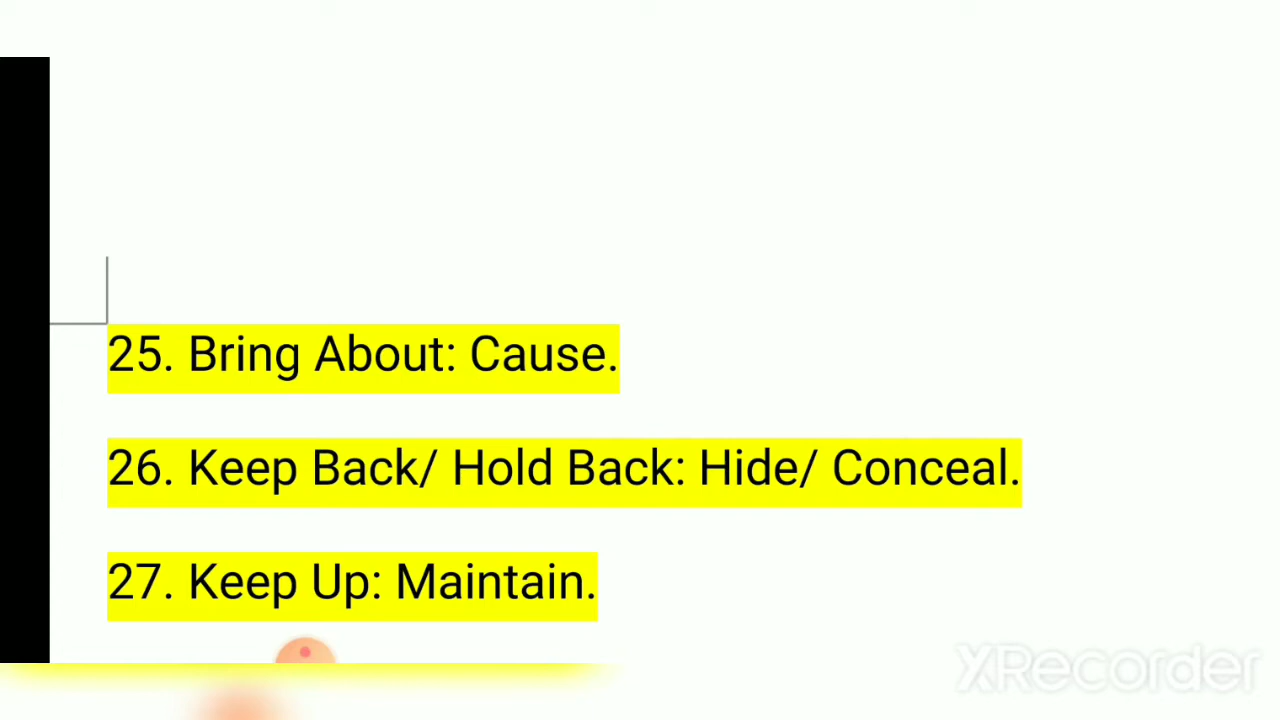 25. Bring About: Cause.
26. Keep Back/ Hold Back: Hide/ Conceal.
27. Keep Up: Maintain.
XRecorder